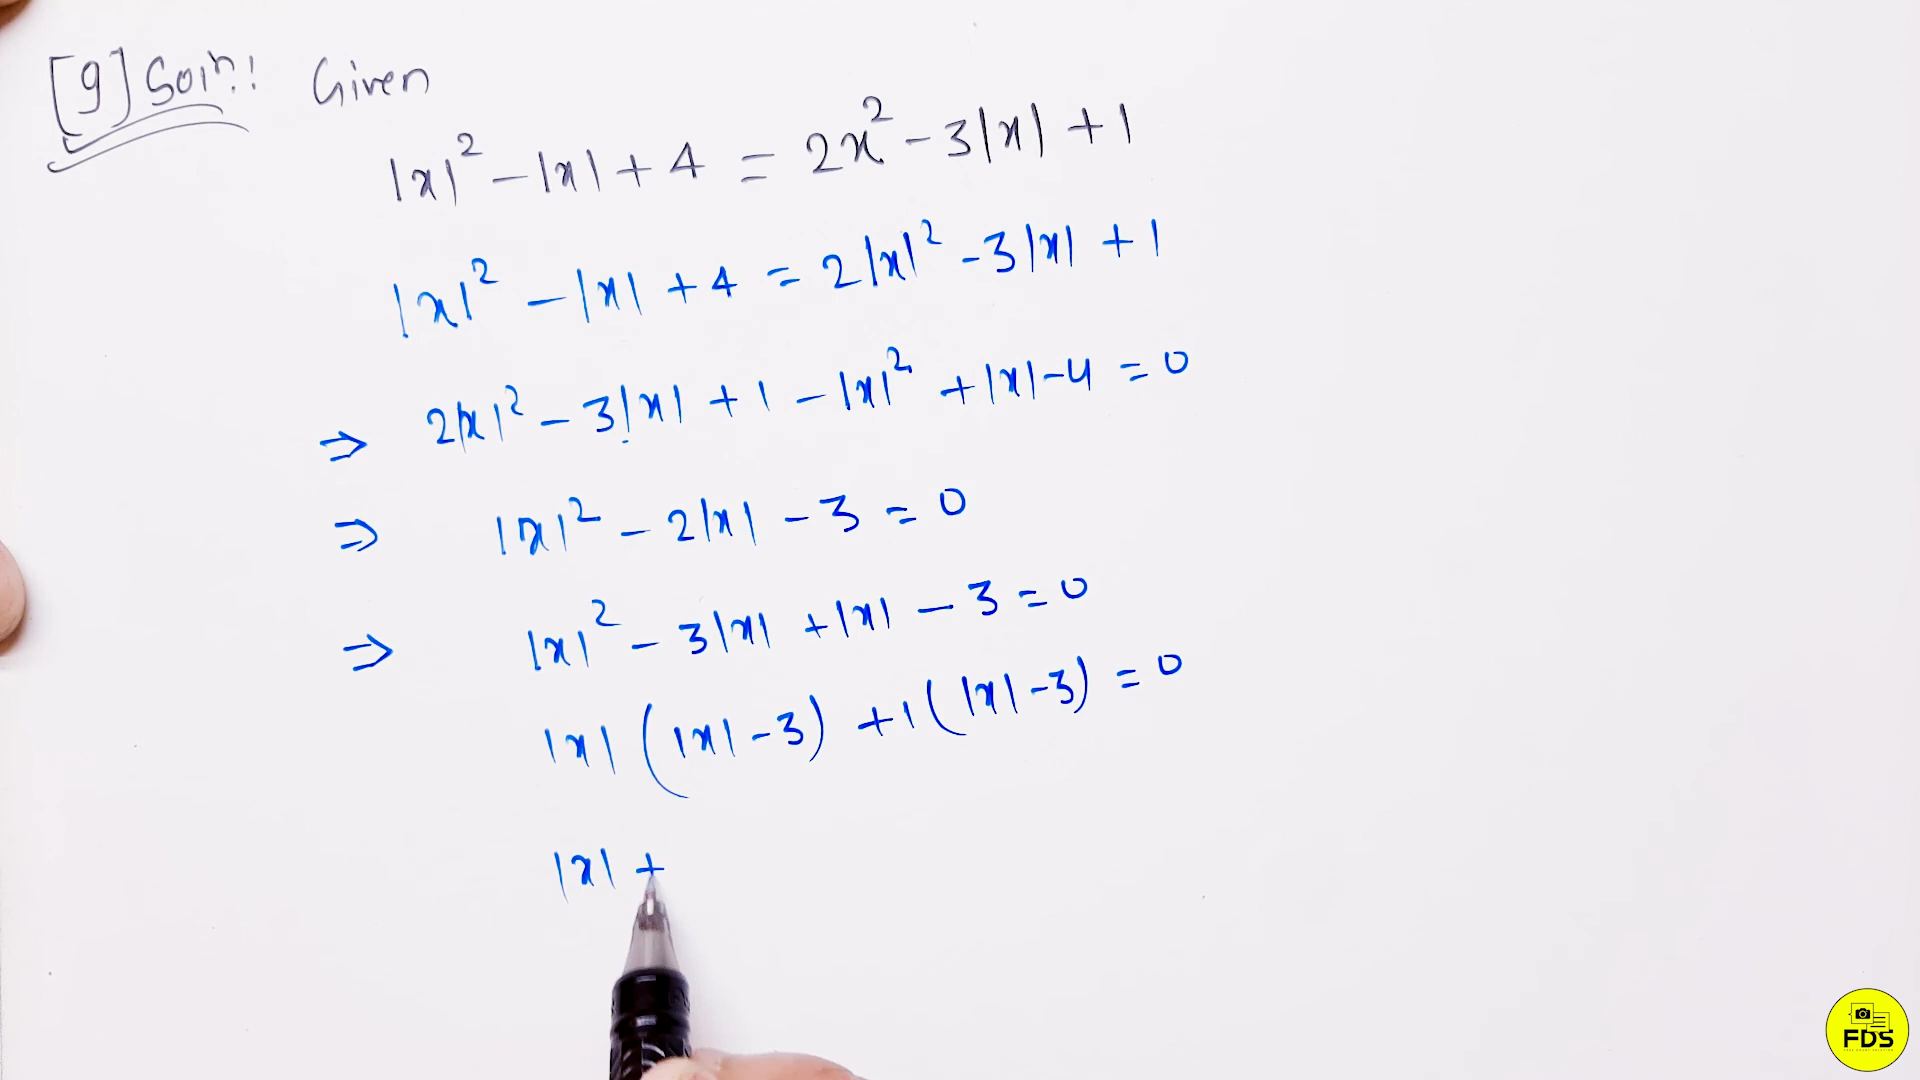 [9] Soln: Given
|x|² - |x| + 4 = 2x² - 3|x| + 1
|x|² - |x| + 4 = 2|x|² - 3|x| + 1
⇒ 2|x|² - 3|x| + 1 - |x|² + |x| - 4 = 0
⇒ |x|² - 2|x| - 3 = 0
⇒ |x|² - 3|x| + |x| - 3 = 0
|x| (|x| - 3) + 1 (|x| - 3) = 0
|x| +
FDS